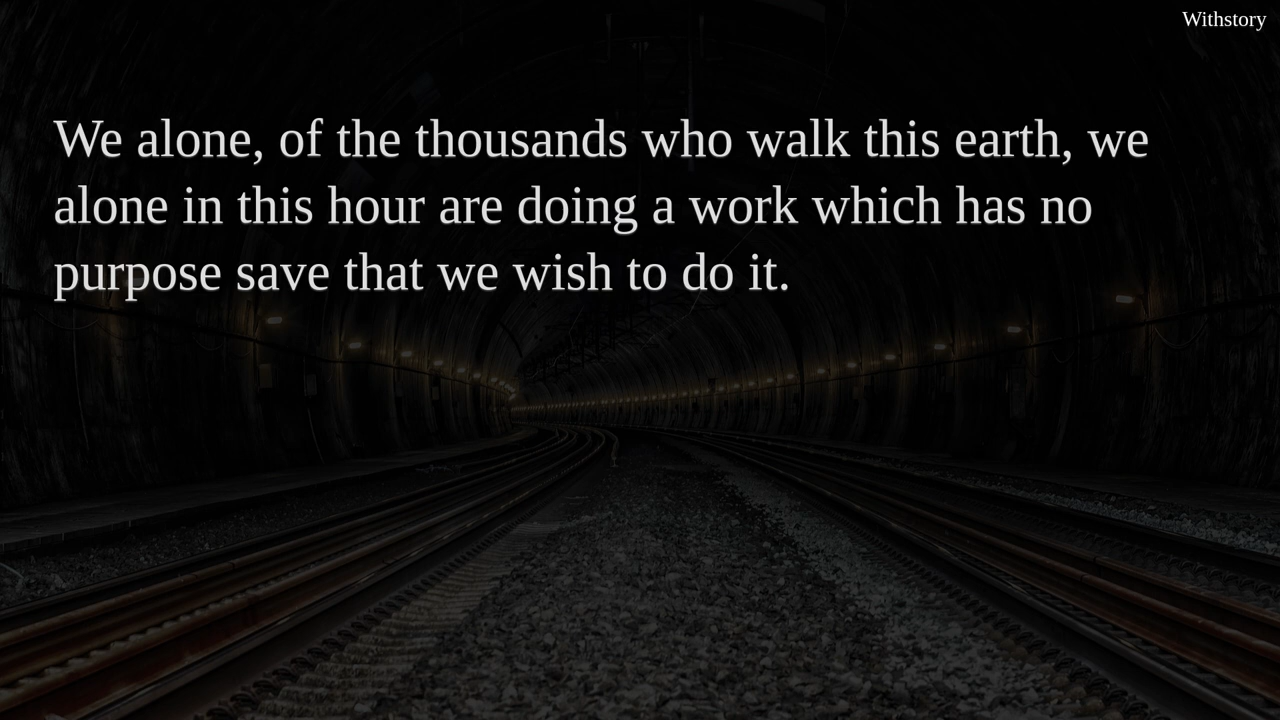 Withstory
We alone, of the thousands who walk this earth, we
alone in this hour are doing a work which has no
purpose save that we wish to do it.